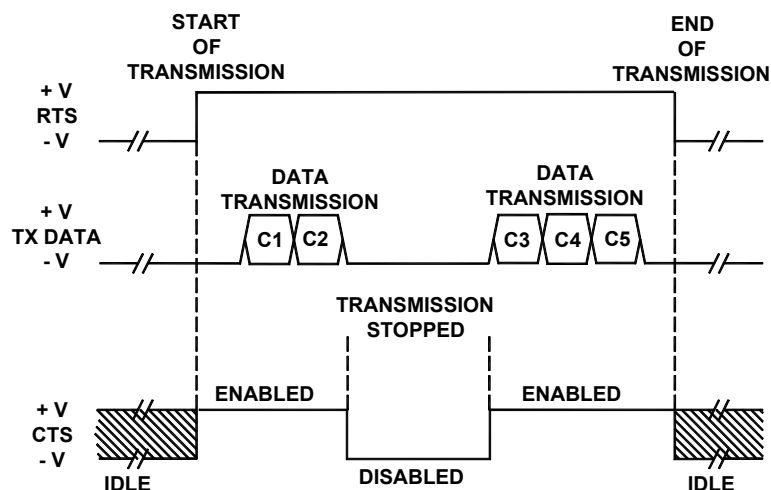 START
OF
TRANSMISSION
END
OF
TRANSMISSION
+ V
RTS
- V
DATA
TRANSMISSION
DATA
TRANSMISSION
+ V
TX DATA
- V
C1 C2 C3 C4 C5
TRANSMISSION
STOPPED
ENABLED ENABLED
+ V
CTS
- V
IDLE DISABLED IDLE